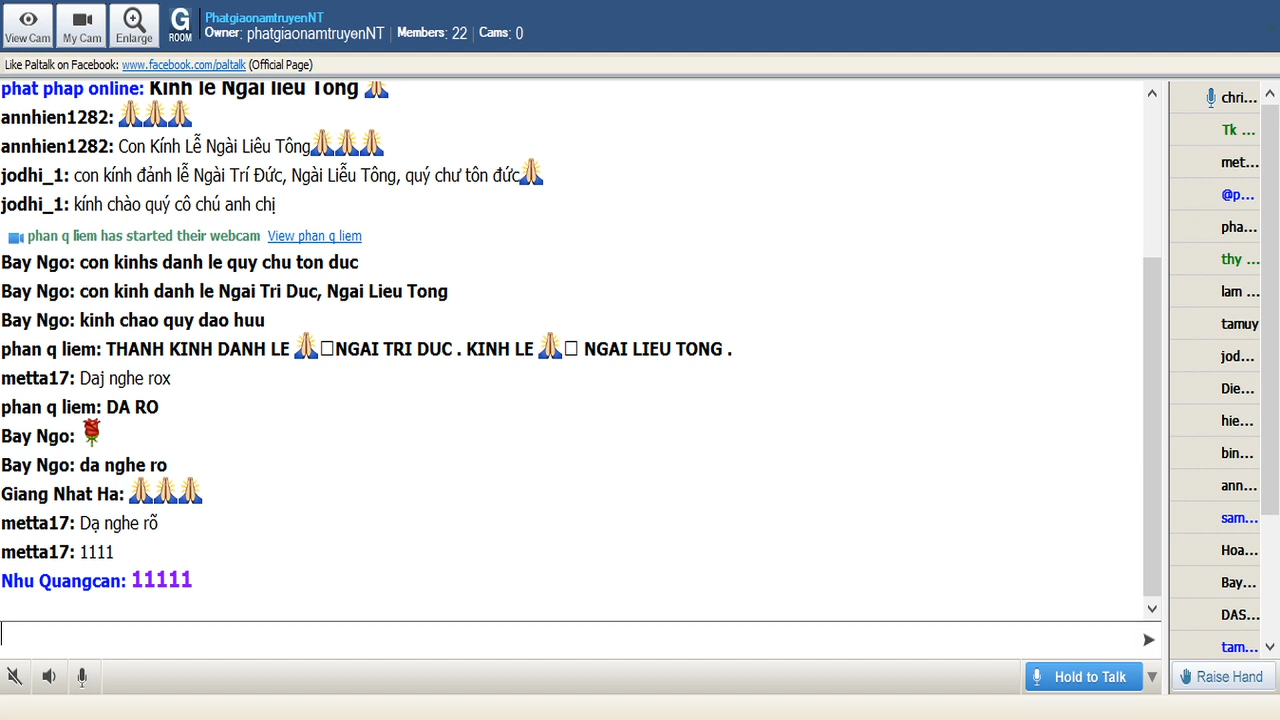 View Cam
My Cam
Enlarge
G ROOM
PhatgiaonamtruyenNT
Owner: phatgiaonamtruyenNT | Members: 22 | Cams: 0
Like Paltalk on Facebook: www.facebook.com/paltalk (Official Page)
phat phap online: Kinh le Ngai lieu Tong 🙏
annhien1282: 🙏🙏🙏
annhien1282: Con Kính Lễ Ngài Liêu Tông🙏🙏🙏
jodhi_1: con kính đảnh lễ Ngài Trí Đức, Ngài Liễu Tông, quý chư tôn đức🙏
jodhi_1: kính chào quý cô chú anh chị
phan q liem has started their webcam View phan q liem
Bay Ngo: con kinhs danh le quy chu ton duc
Bay Ngo: con kinh danh le Ngai Tri Duc, Ngai Lieu Tong
Bay Ngo: kinh chao quy dao huu
phan q liem: THANH KINH DANH LE 🙏□NGAI TRI DUC . KINH LE 🙏□ NGAI LIEU TONG .
metta17: Daj nghe rox
phan q liem: DA RO
Bay Ngo: 🌹
Bay Ngo: da nghe ro
Giang Nhat Ha: 🙏🙏🙏
metta17: Dạ nghe rõ
metta17: 1111
Nhu Quangcan: 11111
Hold to Talk
chri...
Tk ...
met...
@p...
pha...
thy ...
lam ...
tamuy
jod...
Die...
hie...
bin...
ann...
sam...
Hoa...
Bay...
DAS...
tam...
Raise Hand